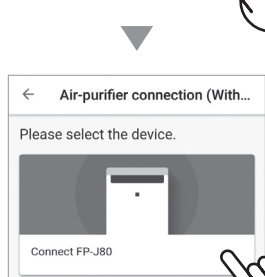 Air-purifier connection (With...
Please select the device.
Connect FP-J80